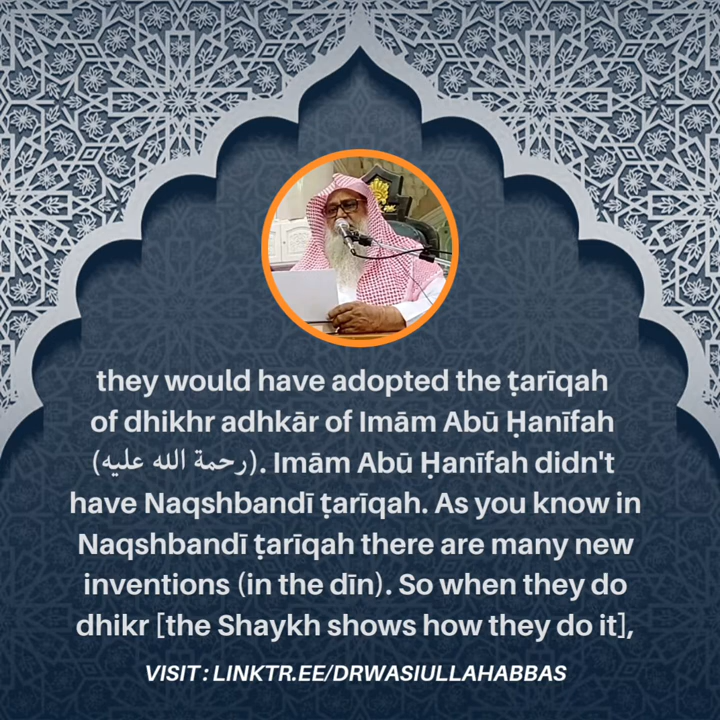 they would have adopted the ṭarīqah
of dhikhr adhkār of Imām Abū Ḥanīfah
(رحمة الله عليه). Imām Abū Ḥanīfah didn't
have Naqshbandī ṭarīqah. As you know in
Naqshbandī ṭarīqah there are many new
inventions (in the dīn). So when they do
dhikr [the Shaykh shows how they do it],
VISIT : LINKTR.EE/DRWASIULLAHABBAS